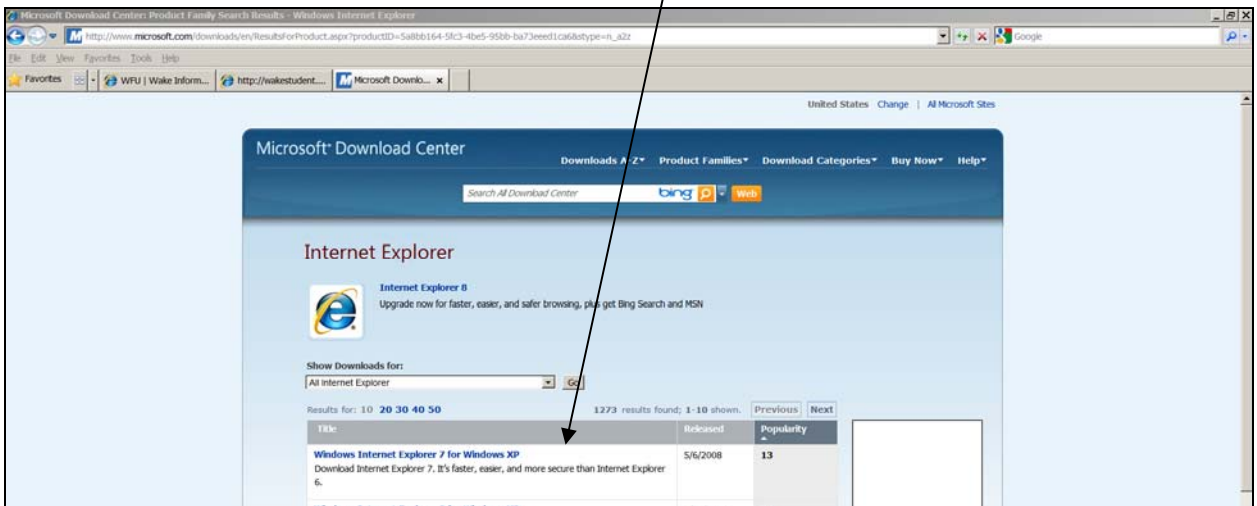 Microsoft Download Center: Product Family Search Results - Windows Internet Explorer
http://www.microsoft.com/downloads/en/ResultsForProduct.aspx?productID=5a8bb164-5fc3-4be5-95bb-ba73eeed1ca6&stype=n_a2z
Google
File Edit View Favorites Tools Help
Favorites WFU | Wake Inform... http://wakestudent.... Microsoft Downlo... x
United States Change | All Microsoft Sites
Microsoft Download Center
Downloads A-Z Product Families Download Categories Buy Now Help
Search All Download Center bing Web
Internet Explorer
Internet Explorer 8
Upgrade now for faster, easier, and safer browsing, plus get Bing Search and MSN
Show Downloads for:
All Internet Explorer Go
Results for: 10 20 30 40 50 1273 results found; 1-10 shown. Previous Next
Title Released Popularity
Windows Internet Explorer 7 for Windows XP 5/6/2008 13
Download Internet Explorer 7. It's faster, easier, and more secure than Internet Explorer
6.